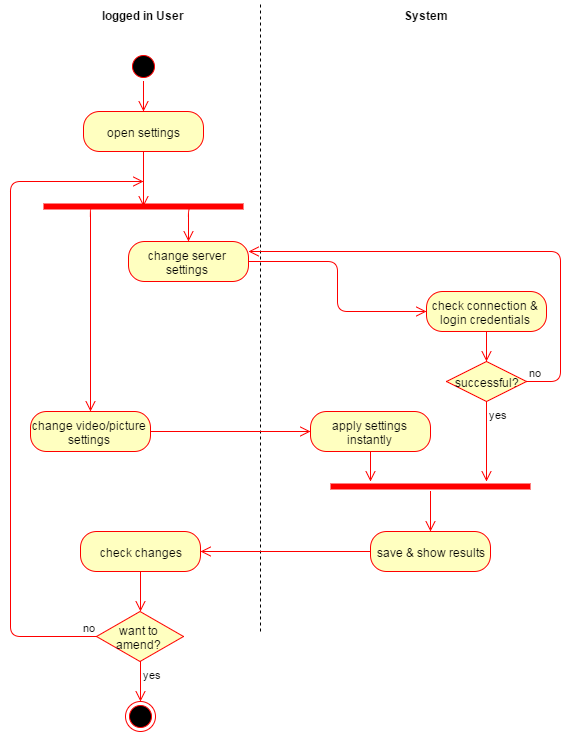 logged in User
System
open settings
change server
settings
check connection &
login credentials
successful?
no
yes
change video/picture
settings
apply settings
instantly
check changes
save & show results
no
want to
amend?
yes